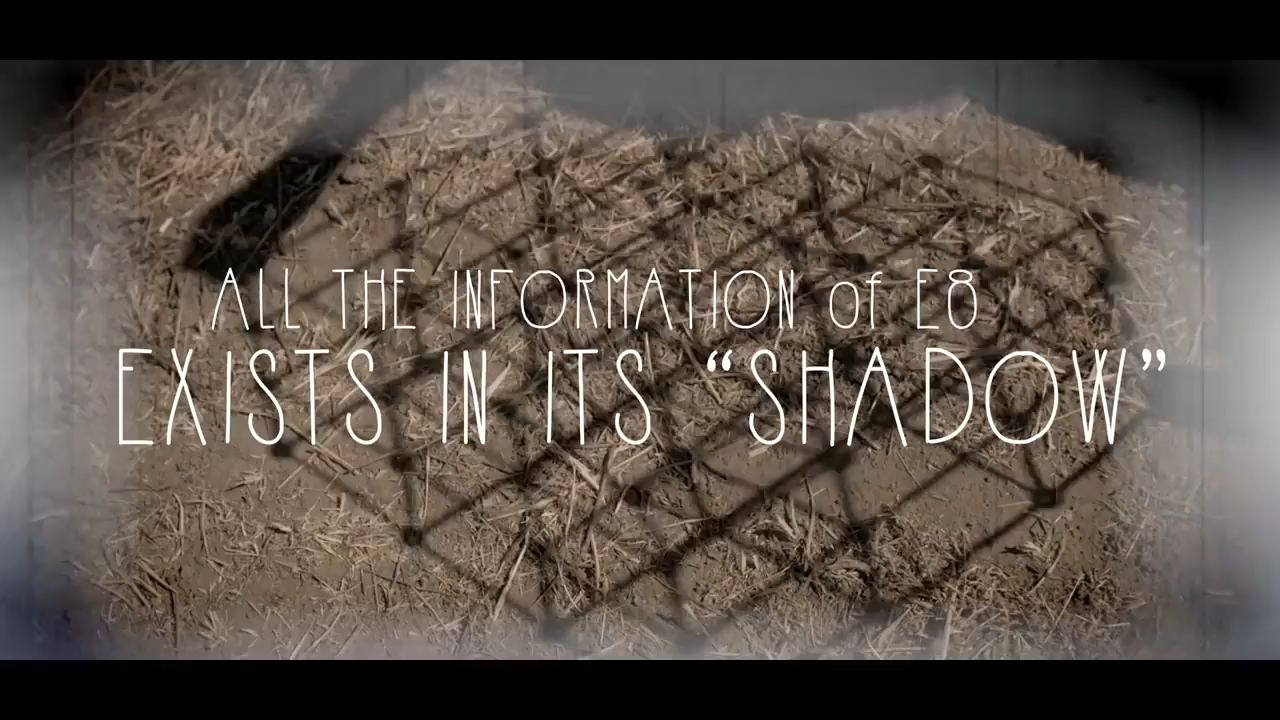 ALL THE INFORMATION of E8
EXISTS IN ITS “SHADOW”